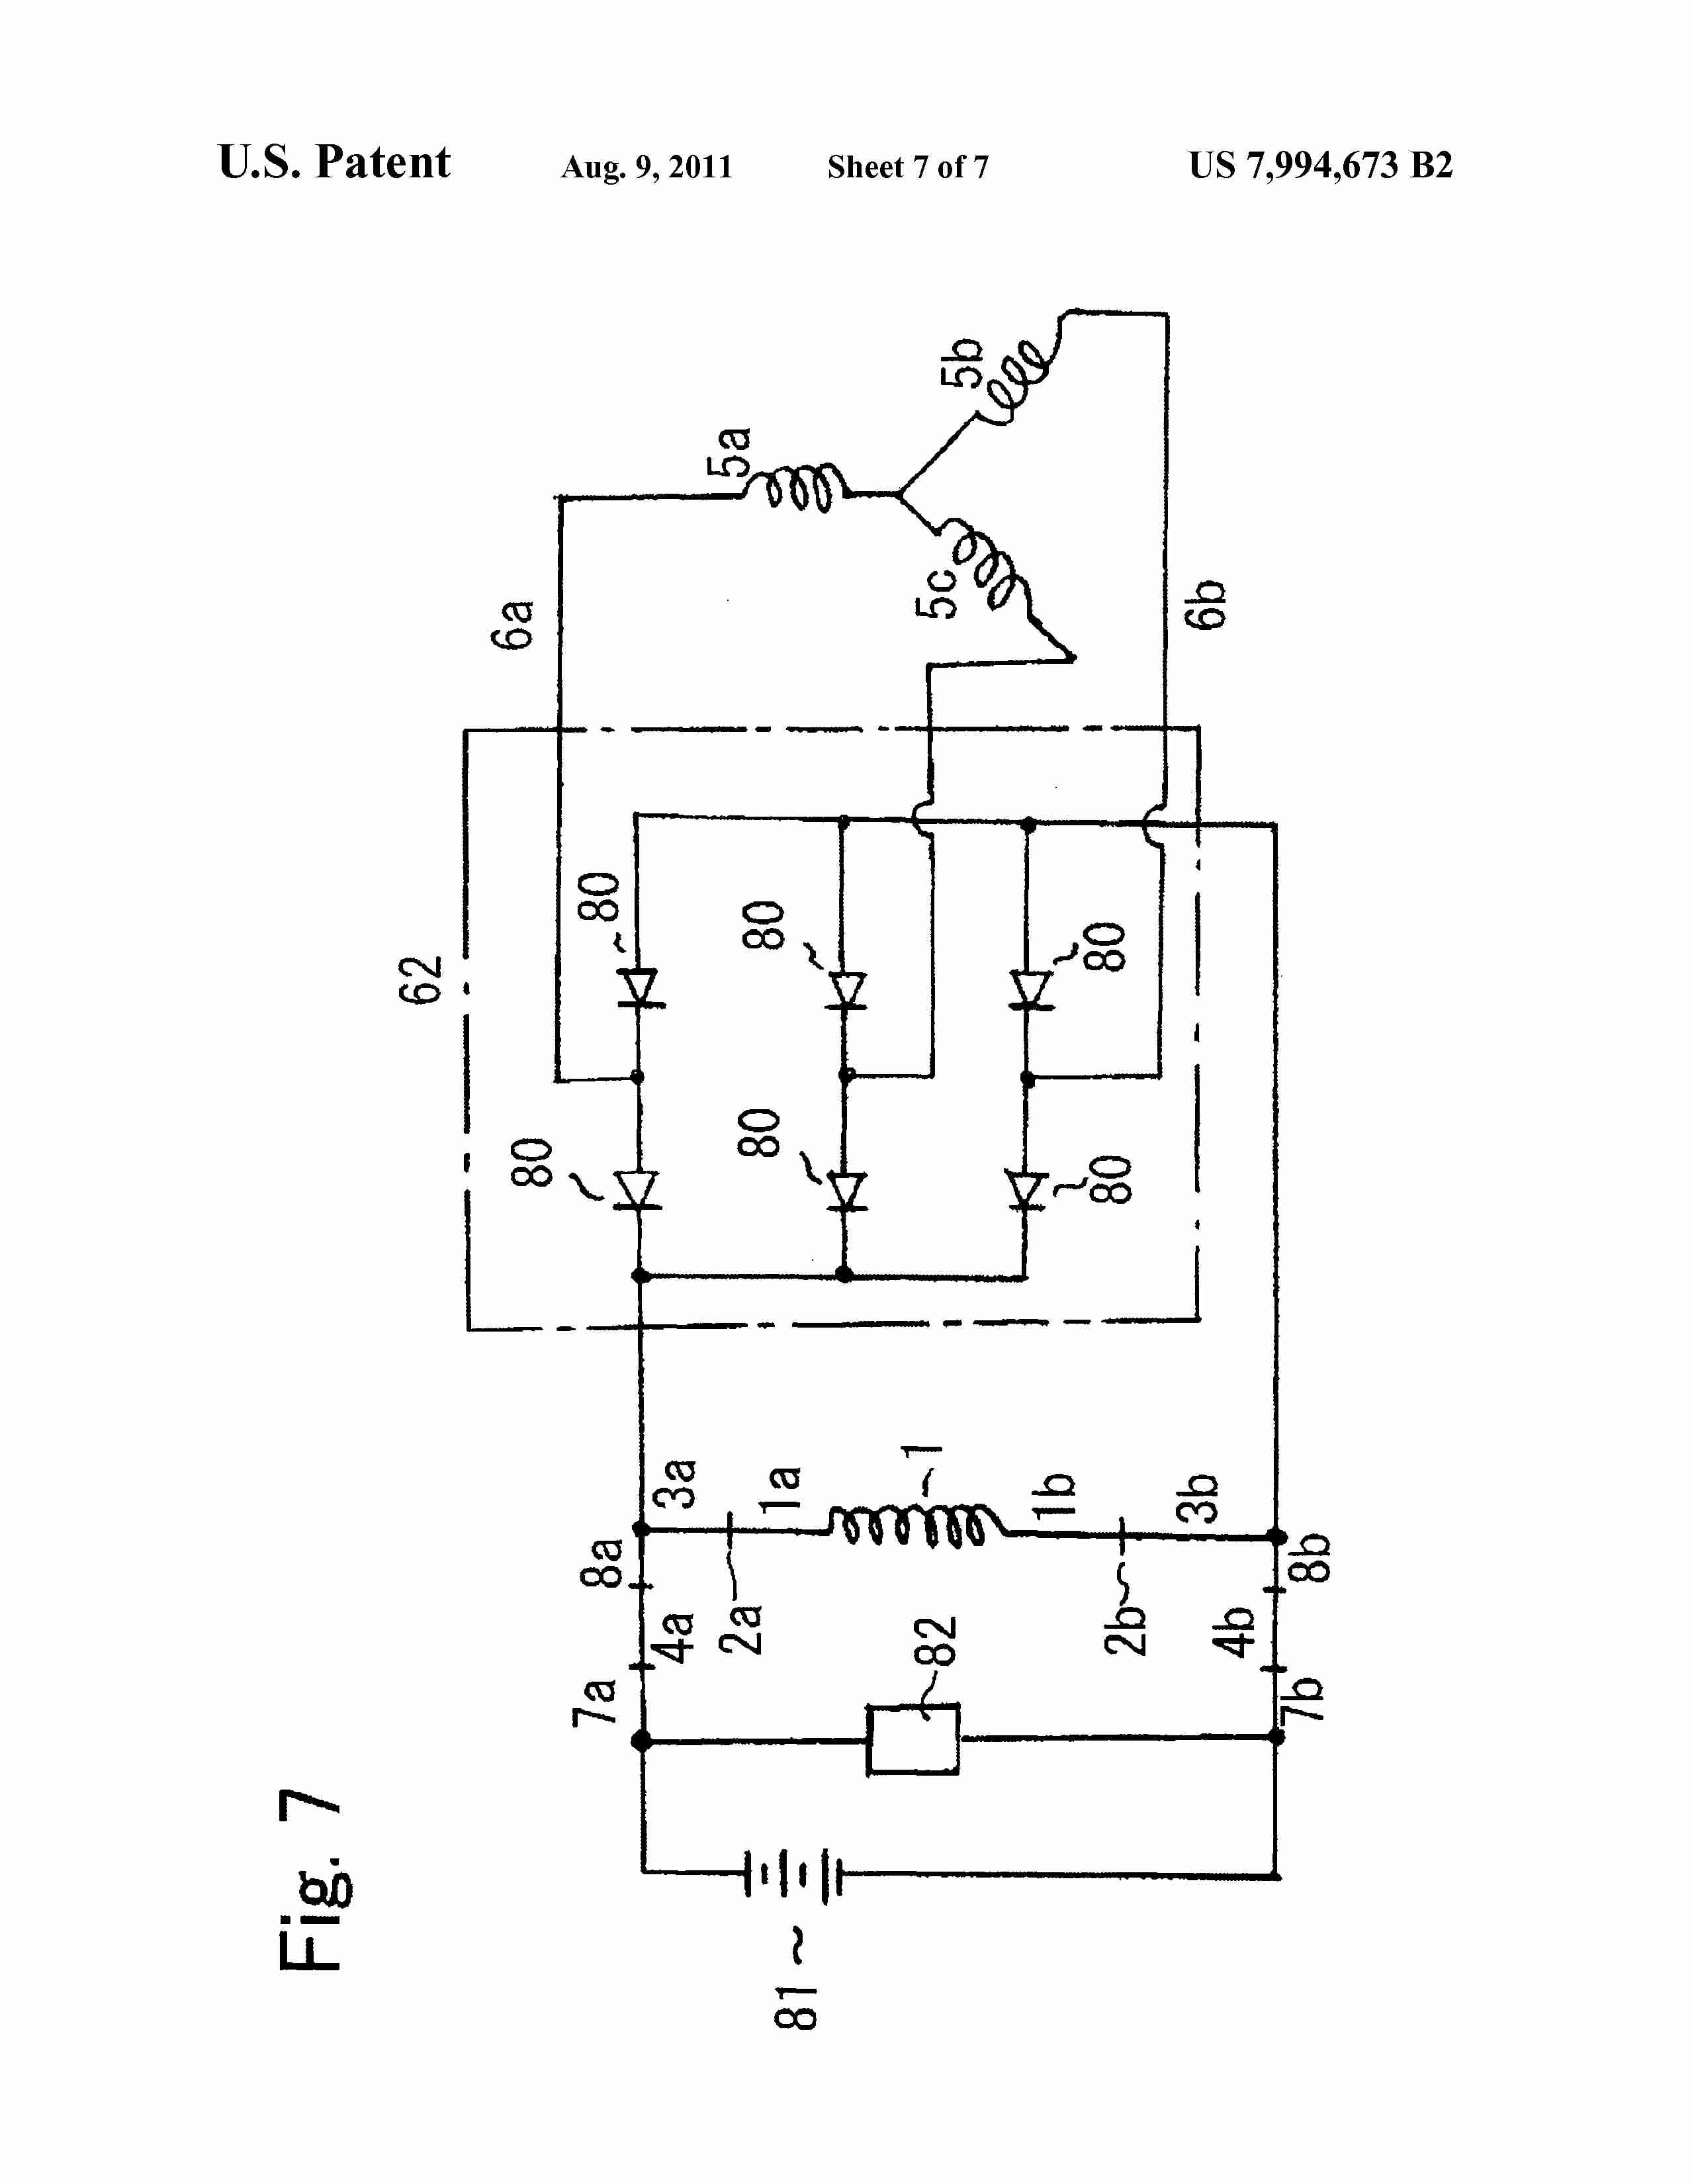 U.S. Patent Aug. 9, 2011 Sheet 7 of 7 US 7,994,673 B2
Fig. 7
62
6a
5a
5b
5c
6b
80
80
80
80
80
80
8a
3a
1a
1
1b
3b
8b
7a
4a
2a
82
2b
4b
7b
81